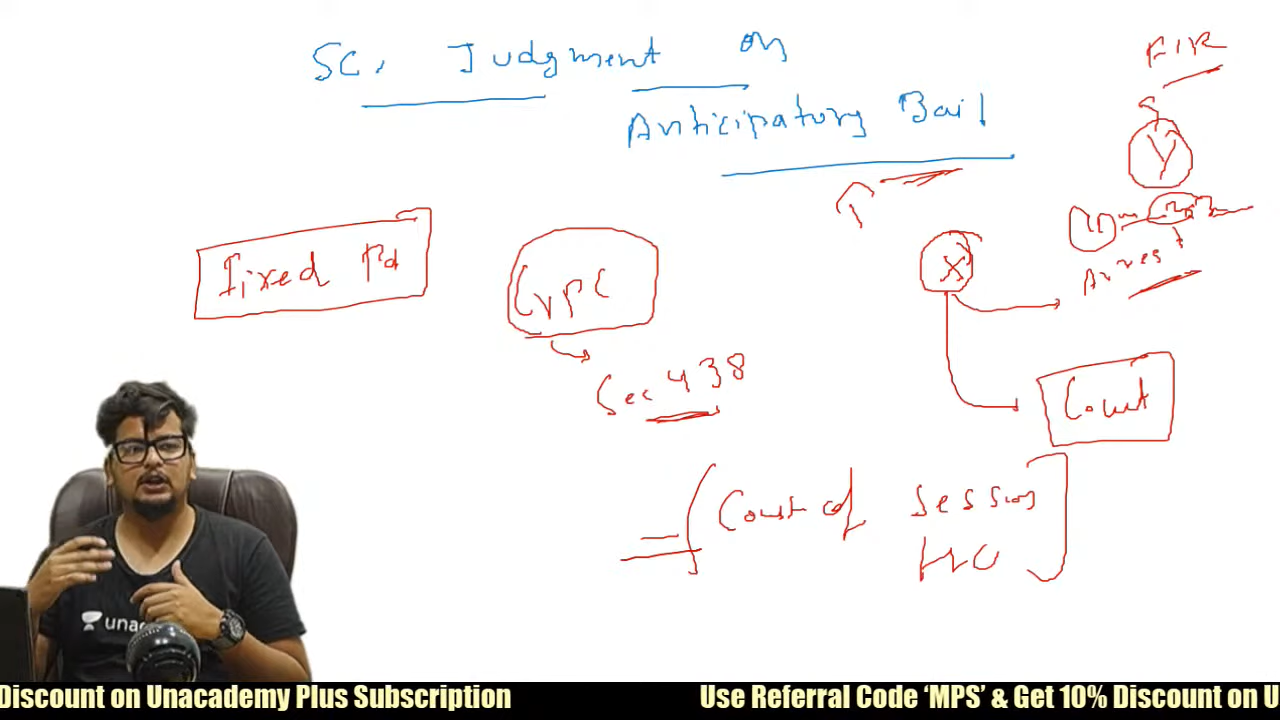 SC. Judgment on
Anticipatory Bail
FIR
Y
Arrest
X
Fixed Pd
CrPC
Sec 438
Court
Court of Session
HC
unac
Discount on Unacademy Plus Subscription
Use Referral Code ‘MPS’ & Get 10% Discount on U